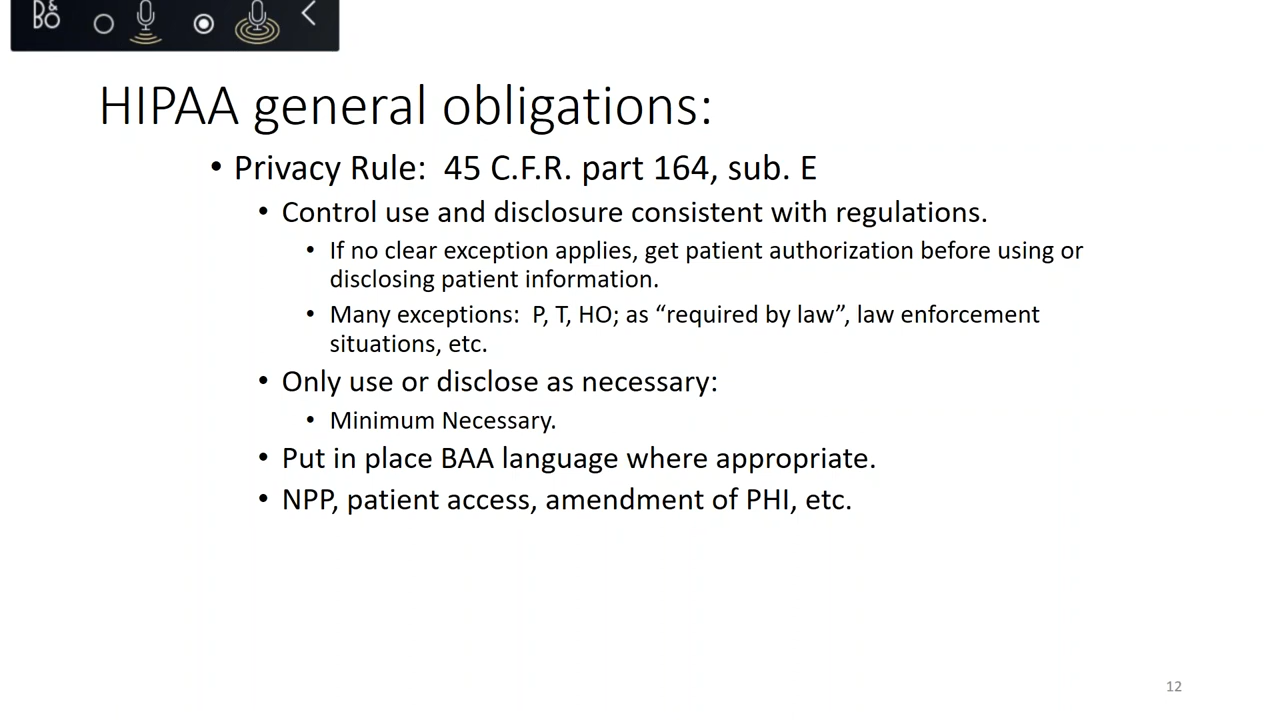 B&O
HIPAA general obligations:
• Privacy Rule:  45 C.F.R. part 164, sub. E
• Control use and disclosure consistent with regulations.
• If no clear exception applies, get patient authorization before using or
disclosing patient information.
• Many exceptions:  P, T, HO; as “required by law”, law enforcement
situations, etc.
• Only use or disclose as necessary:
• Minimum Necessary.
• Put in place BAA language where appropriate.
• NPP, patient access, amendment of PHI, etc.
12